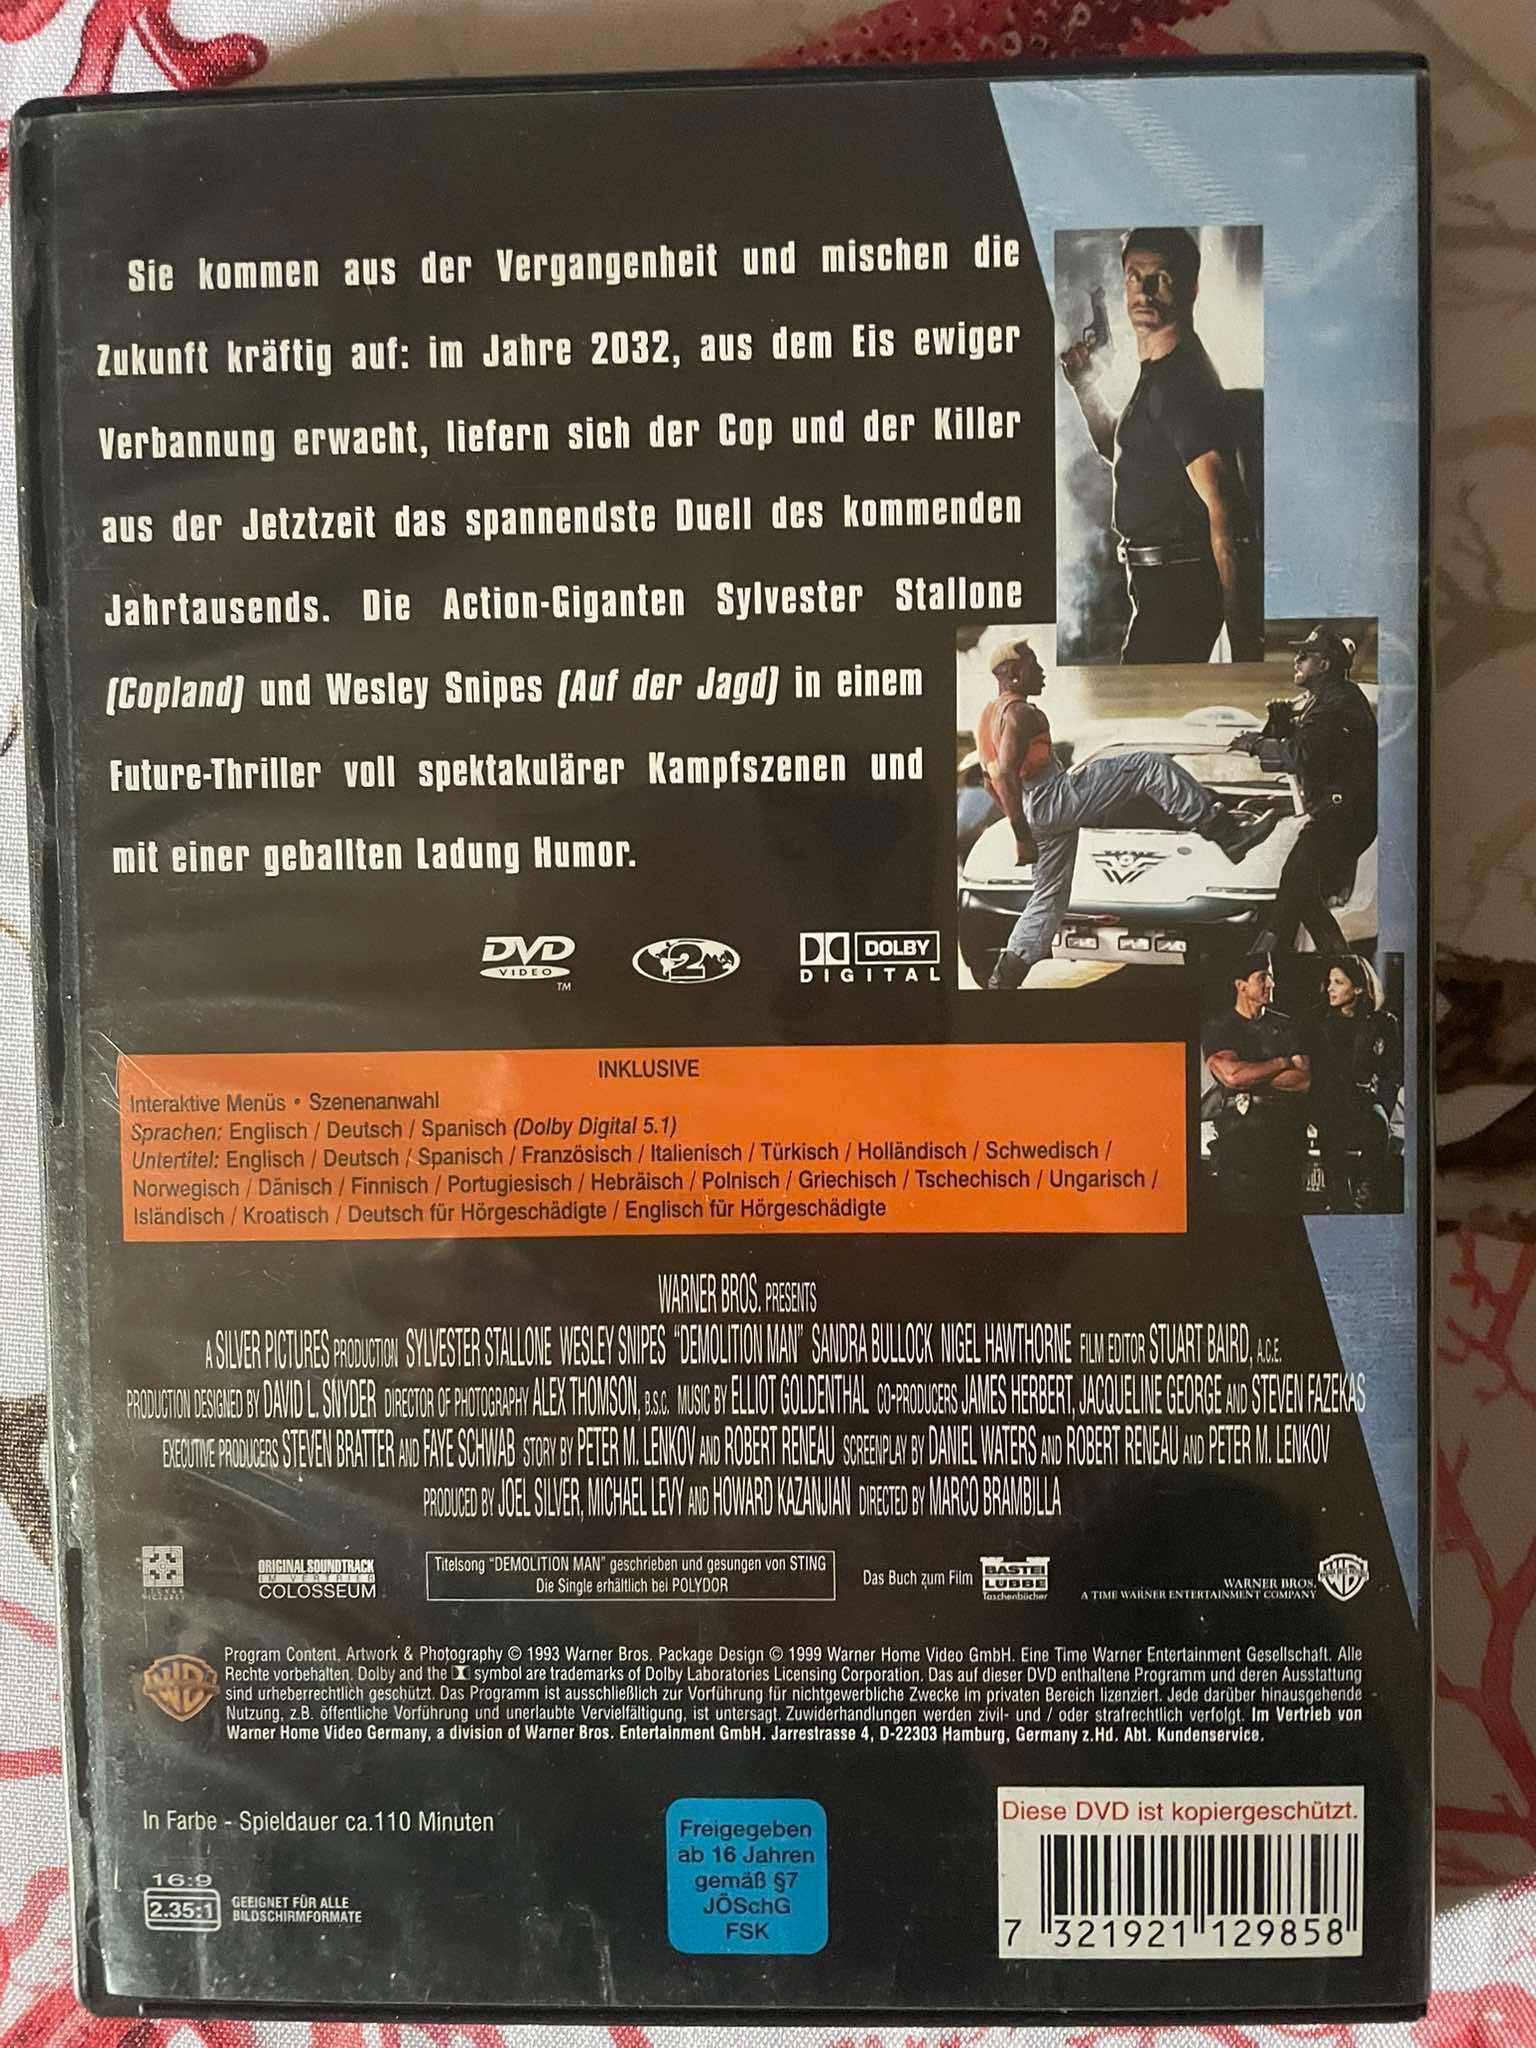 Sie kommen aus der Vergangenheit und mischen die
Zukunft kräftig auf: im Jahre 2032, aus dem Eis ewiger
Verbannung erwacht, liefern sich der Cop und der Killer
aus der Jetztzeit das spannendste Duell des kommenden
Jahrtausends. Die Action-Giganten Sylvester Stallone
(Copland) und Wesley Snipes (Auf der Jagd) in einem
Future-Thriller voll spektakulärer Kampfszenen und
mit einer geballten Ladung Humor.
DVD VIDEO ™
2
DOLBY DIGITAL
INKLUSIVE
Interaktive Menüs • Szenenanwahl
Sprachen: Englisch / Deutsch / Spanisch (Dolby Digital 5.1)
Untertitel: Englisch / Deutsch / Spanisch / Französisch / Italienisch / Türkisch / Holländisch / Schwedisch /
Norwegisch / Dänisch / Finnisch / Portugiesisch / Hebräisch / Polnisch / Griechisch / Tschechisch / Ungarisch /
Isländisch / Kroatisch / Deutsch für Hörgeschädigte / Englisch für Hörgeschädigte
WARNER BROS. PRESENTS
A SILVER PICTURES PRODUCTION SYLVESTER STALLONE WESLEY SNIPES "DEMOLITION MAN" SANDRA BULLOCK NIGEL HAWTHORNE FILM EDITOR STUART BAIRD, A.C.E.
PRODUCTION DESIGNED BY DAVID L. SNYDER DIRECTOR OF PHOTOGRAPHY ALEX THOMSON, B.S.C. MUSIC BY ELLIOT GOLDENTHAL CO-PRODUCERS JAMES HERBERT, JACQUELINE GEORGE AND STEVEN FAZEKAS
EXECUTIVE PRODUCERS STEVEN BRATTER AND FAYE SCHWAB STORY BY PETER M. LENKOV AND ROBERT RENEAU SCREENPLAY BY DANIEL WATERS AND ROBERT RENEAU AND PETER M. LENKOV
PRODUCED BY JOEL SILVER, MICHAEL LEVY AND HOWARD KAZANJIAN DIRECTED BY MARCO BRAMBILLA
SILVER PICTURES
ORIGINAL SOUNDTRACK
IM VERTRIEB
COLOSSEUM
Titelsong "DEMOLITION MAN" geschrieben und gesungen von STING
Die Single erhältlich bei POLYDOR
Das Buch zum Film
BASTEI
LÜBBE
Taschenbücher
WARNER BROS.
A TIME WARNER ENTERTAINMENT COMPANY
Program Content, Artwork & Photography © 1993 Warner Bros. Package Design © 1999 Warner Home Video GmbH. Eine Time Warner Entertainment Gesellschaft. Alle
Rechte vorbehalten. Dolby and the symbol are trademarks of Dolby Laboratories Licensing Corporation. Das auf dieser DVD enthaltene Programm und deren Ausstattung
sind urheberrechtlich geschützt. Das Programm ist ausschließlich zur Vorführung für nichtgewerbliche Zwecke im privaten Bereich lizenziert. Jede darüber hinausgehende
Nutzung, z.B. öffentliche Vorführung und unerlaubte Vervielfältigung, ist untersagt. Zuwiderhandlungen werden zivil- und / oder strafrechtlich verfolgt. Im Vertrieb von
Warner Home Video Germany, a division of Warner Bros. Entertainment GmbH. Jarrestrasse 4, D-22303 Hamburg, Germany z.Hd. Abt. Kundenservice.
In Farbe - Spieldauer ca.110 Minuten
16:9
2.35:1
GEEIGNET FÜR ALLE
BILDSCHIRMFORMATE
Freigegeben
ab 16 Jahren
gemäß §7
JÖSchG
FSK
Diese DVD ist kopiergeschützt.
7 321921 129858